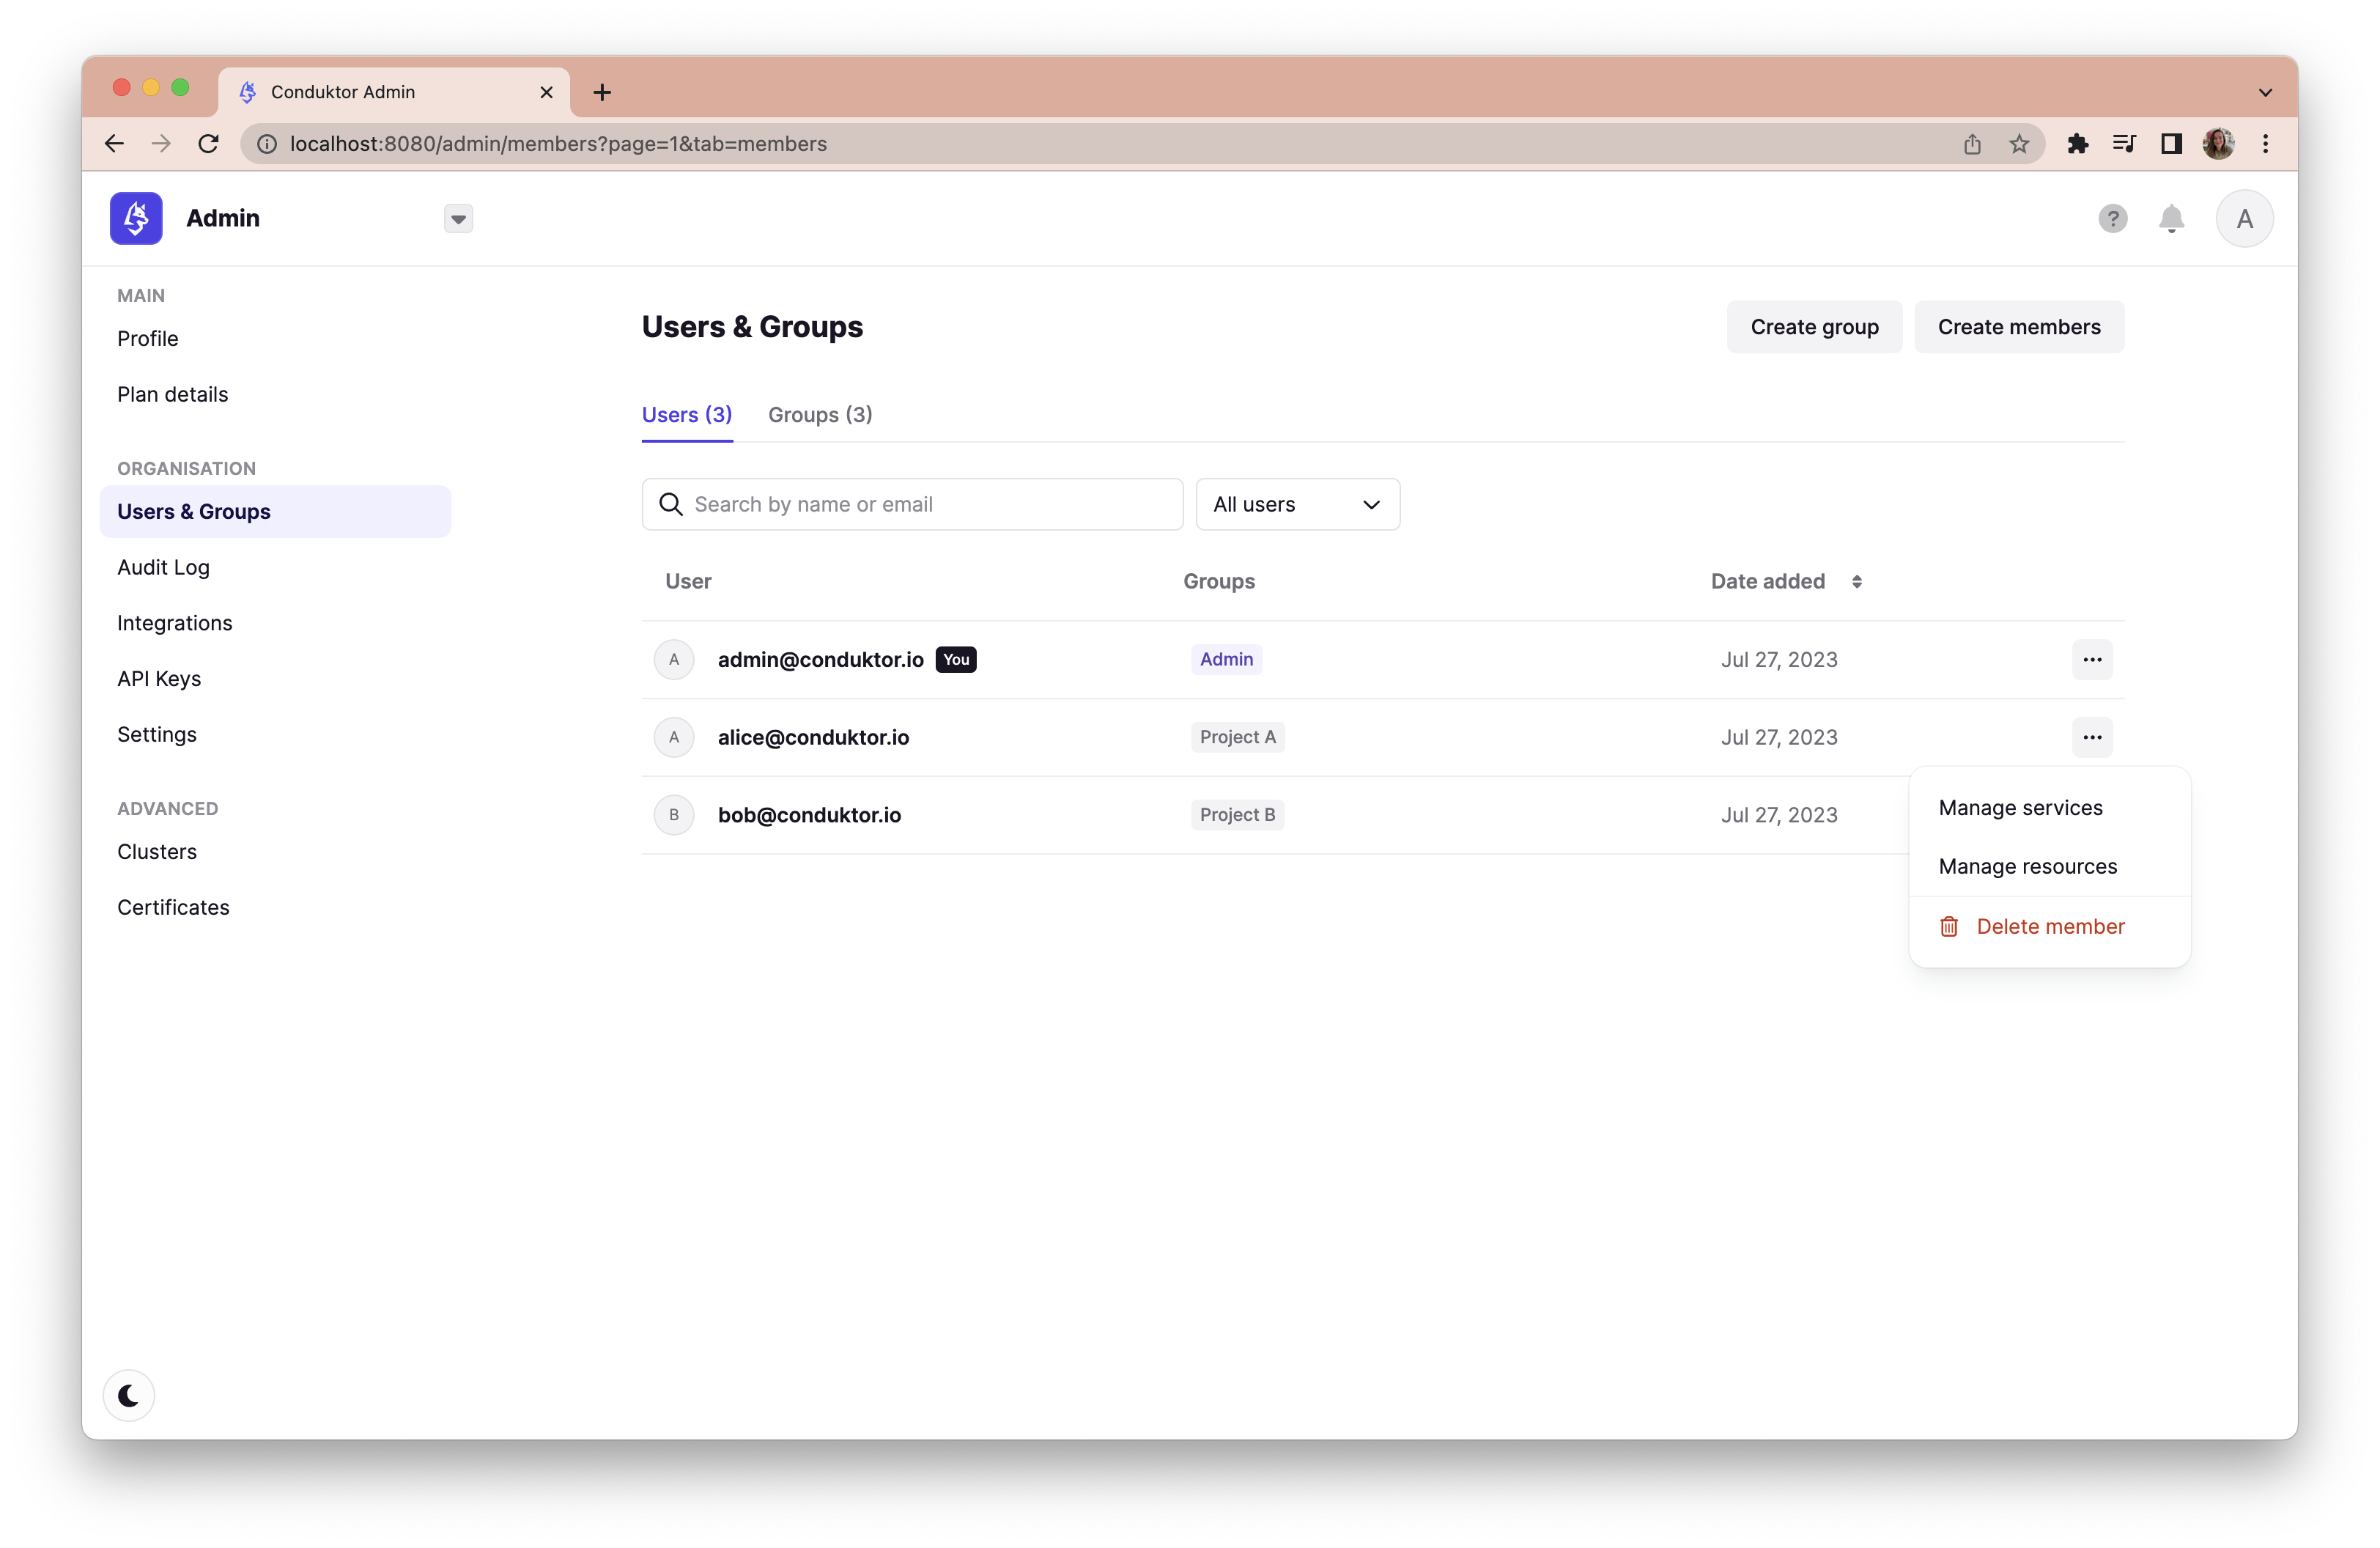 Conduktor Admin
localhost:8080/admin/members?page=1&tab=members
Admin
A
MAIN
Profile
Plan details
ORGANISATION
Users & Groups
Audit Log
Integrations
API Keys
Settings
ADVANCED
Clusters
Certificates
Users & Groups
Create group
Create members
Users (3)
Groups (3)
Search by name or email
All users
User
Groups
Date added
A admin@conduktor.io You Admin Jul 27, 2023
A alice@conduktor.io Project A Jul 27, 2023
B bob@conduktor.io Project B Jul 27, 2023
Manage services
Manage resources
Delete member